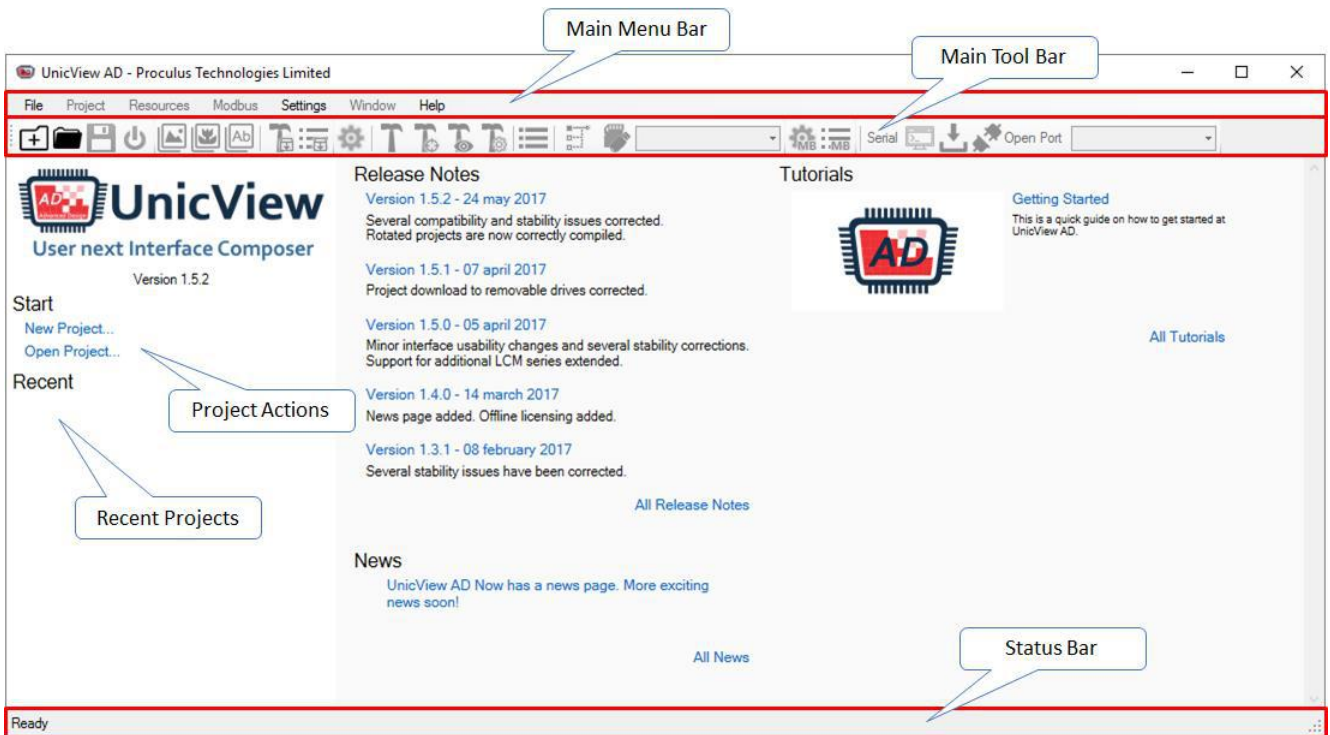 Main Menu Bar
Main Tool Bar
UnicView AD - Proculus Technologies Limited
File Project Resources Modbus Settings Window Help
Ab MB MB Serial Open Port
AD
Advanced Display
UnicView
User next Interface Composer
Version 1.5.2
Start
New Project...
Open Project...
Recent
Project Actions
Recent Projects
Release Notes
Version 1.5.2 - 24 may 2017
Several compatibility and stability issues corrected.
Rotated projects are now correctly compiled.
Version 1.5.1 - 07 april 2017
Project download to removable drives corrected.
Version 1.5.0 - 05 april 2017
Minor interface usability changes and several stability corrections.
Support for additional LCM series extended.
Version 1.4.0 - 14 march 2017
News page added. Offline licensing added.
Version 1.3.1 - 08 february 2017
Several stability issues have been corrected.
All Release Notes
News
UnicView AD Now has a news page. More exciting
news soon!
All News
Tutorials
AD
Getting Started
This is a quick guide on how to get started at
UnicView AD.
All Tutorials
Status Bar
Ready